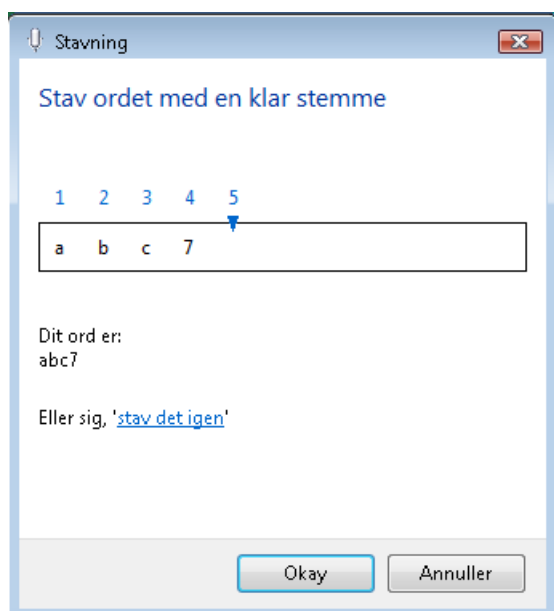 Stavning
Stav ordet med en klar stemme
1 2 3 4 5
a b c 7
Dit ord er:
abc7
Eller sig, 'stav det igen'
Okay Annuller